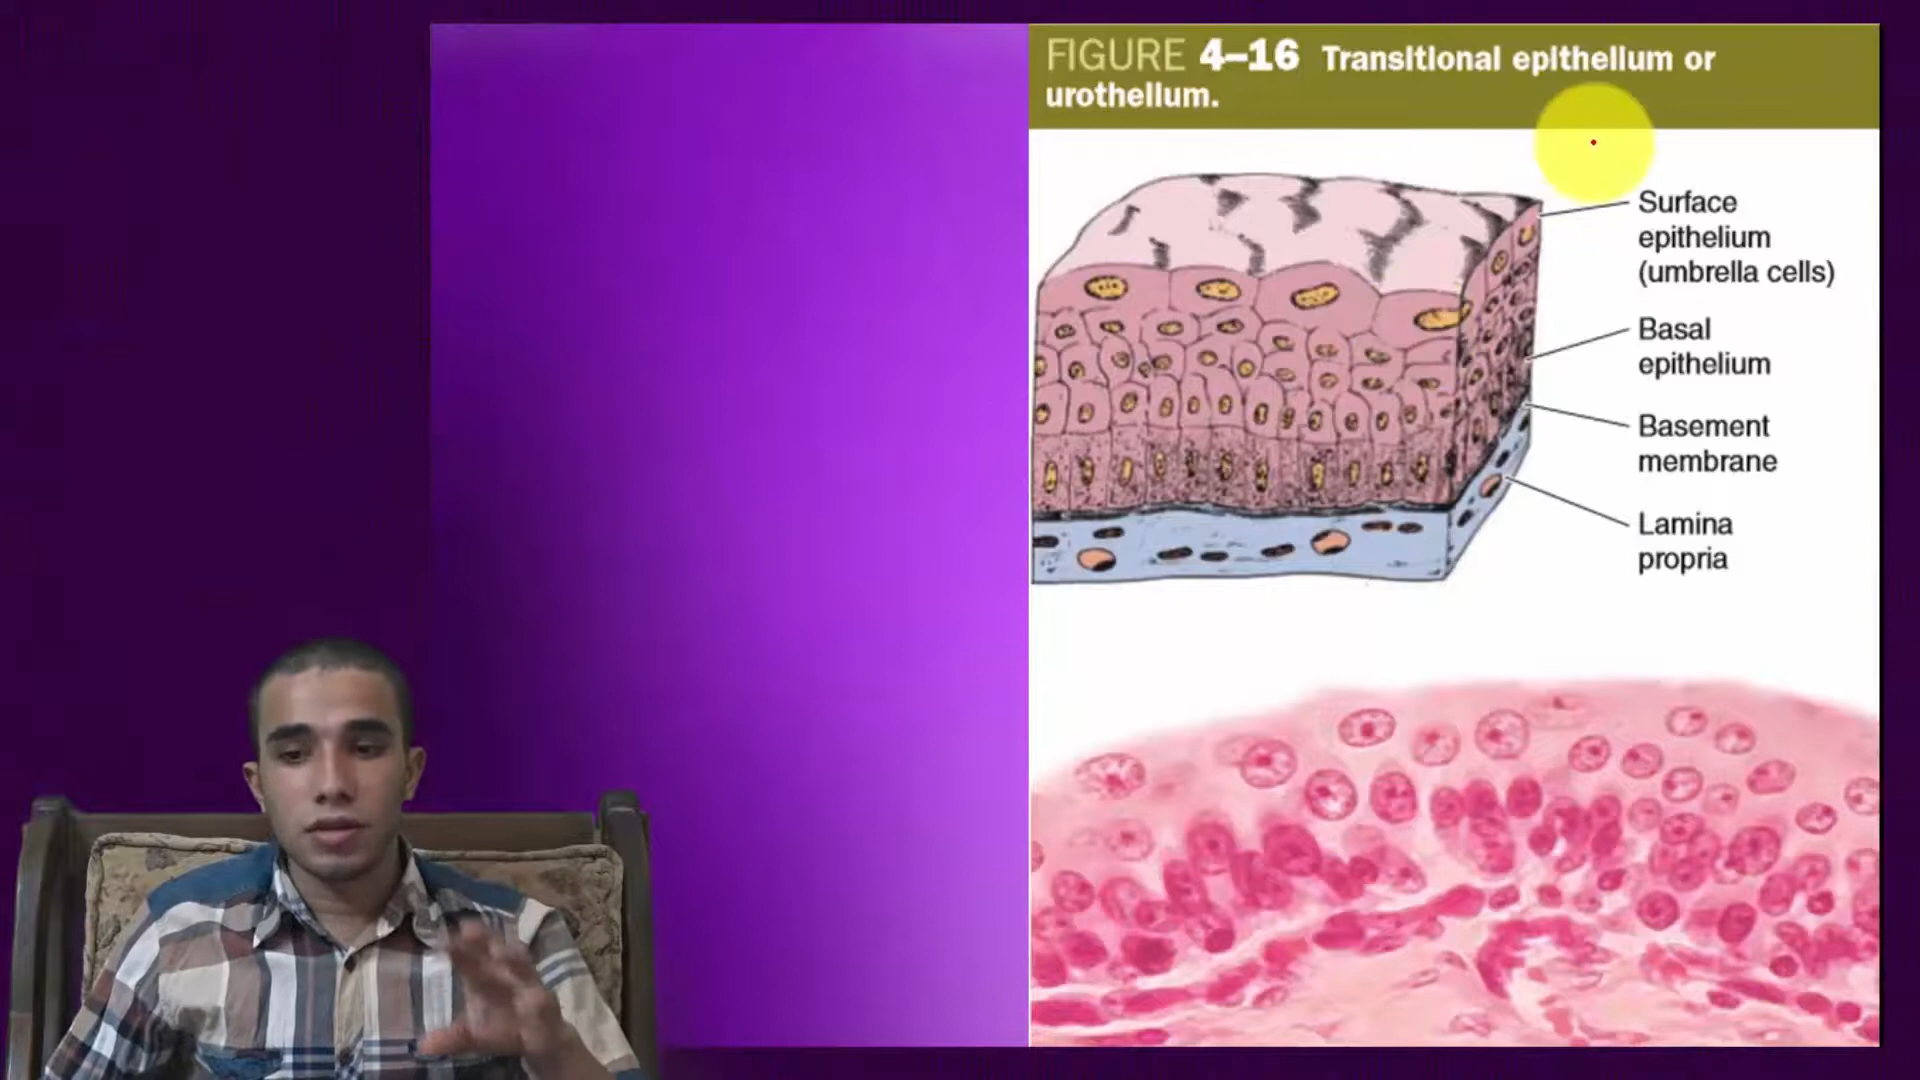 FIGURE 4–16 Transitional epithelium or
urothelium.
Surface
epithelium
(umbrella cells)
Basal
epithelium
Basement
membrane
Lamina
propria